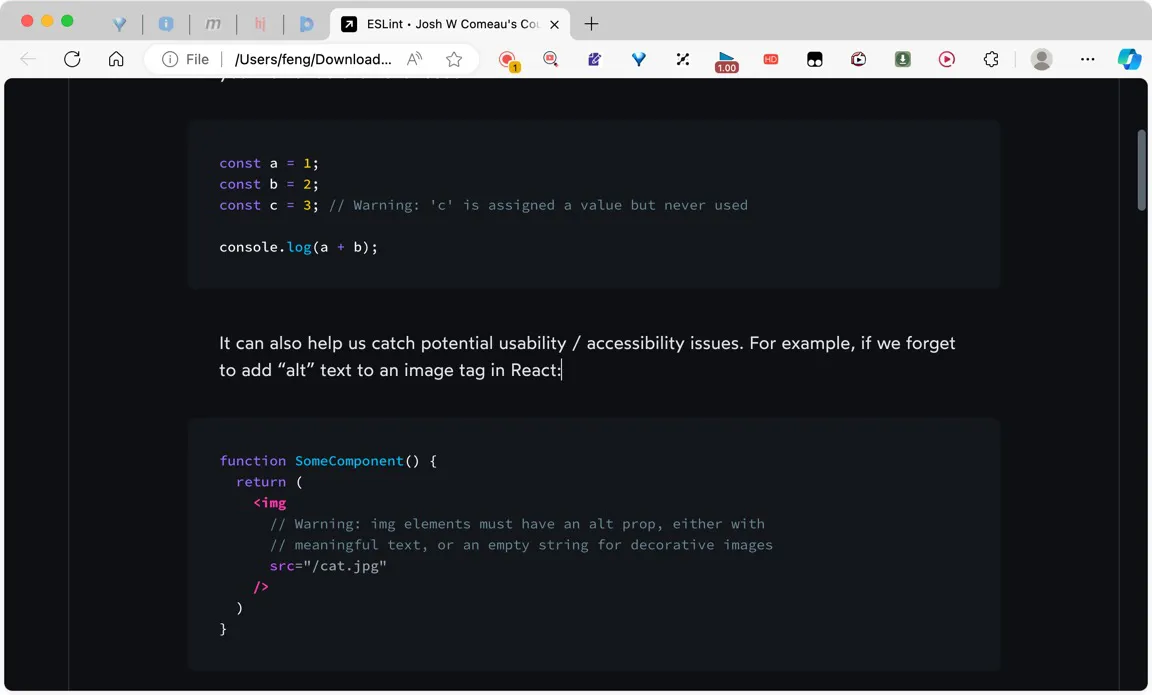 ESLint • Josh W Comeau's Cou
File
/Users/feng/Download...
1
1.00
HD
const a = 1;
const b = 2;
const c = 3; // Warning: 'c' is assigned a value but never used
console.log(a + b);
It can also help us catch potential usability / accessibility issues. For example, if we forget
to add “alt” text to an image tag in React:
function SomeComponent() {
return (
<img
// Warning: img elements must have an alt prop, either with
// meaningful text, or an empty string for decorative images
src="/cat.jpg"
/>
)
}